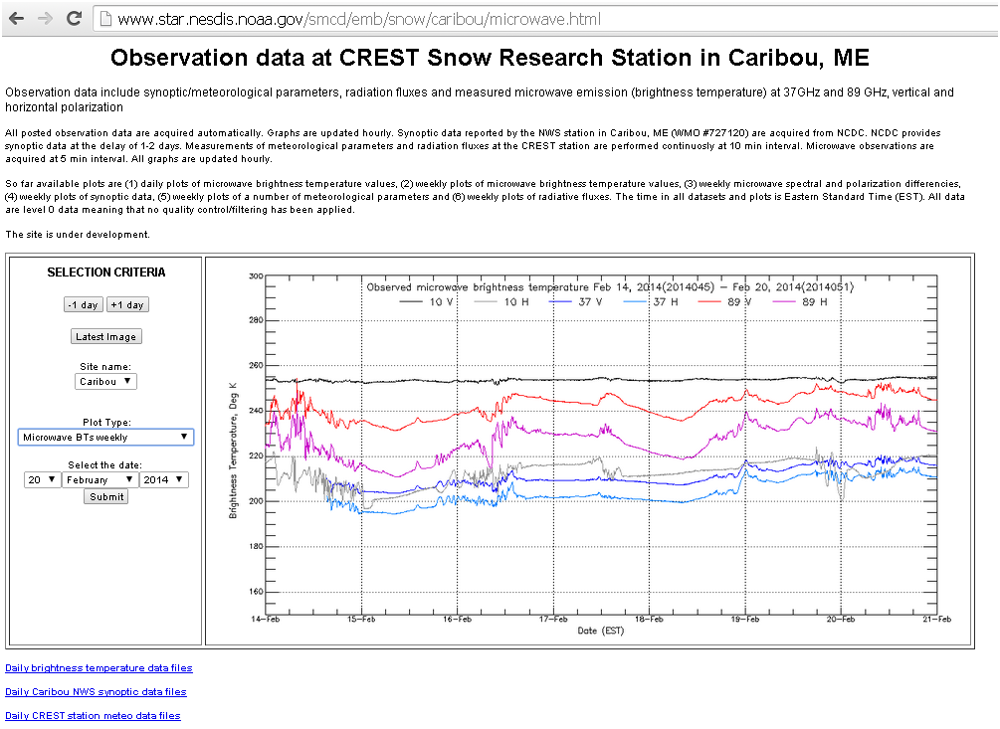 www.star.nesdis.noaa.gov/smcd/emb/snow/caribou/microwave.html
Observation data at CREST Snow Research Station in Caribou, ME
Observation data include synoptic/meteorological parameters, radiation fluxes and measured microwave emission (brightness temperature) at 37GHz and 89 GHz, vertical and
horizontal polarization
All posted observation data are acquired automatically. Graphs are updated hourly. Synoptic data reported by the NWS station in Caribou, ME (WMO #727120) are acquired from NCDC. NCDC provides
synoptic data at the delay of 1-2 days. Measurements of meteorological parameters and radiation fluxes at the CREST station are performed continuosly at 10 min interval. Microwave observations are
acquired at 5 min interval. All graphs are updated hourly.
So far available plots are (1) daily plots of microwave brightness temperature values, (2) weekly plots of microwave brightness temperature values, (3) weekly microwave spectral and polarization differencies,
(4) weekly plots of synoptic data, (5) weekly plots of a number of meteorological parameters and (6) weekly plots of radiative fluxes. The time in all datasets and plots is Eastern Standard Time (EST). All data
are level 0 data meaning that no quality control/filtering has been applied.
The site is under development.
SELECTION CRITERIA
-1 day +1 day
Latest Image
Site name:
Caribou
Plot Type:
Microwave BTs weekly
Select the date:
20 February 2014
Submit
Observed microwave brightness temperature Feb 14, 2014(2014045) – Feb 20, 2014(2014051)
10 V 10 H 37 V 37 H 89 V 89 H
300
280
260
240
220
200
180
160
Brightness Temperature, Deg K
14-Feb 15-Feb 16-Feb 17-Feb 18-Feb 19-Feb 20-Feb 21-Feb
Date (EST)
Daily brightness temperature data files
Daily Caribou NWS synoptic data files
Daily CREST station meteo data files